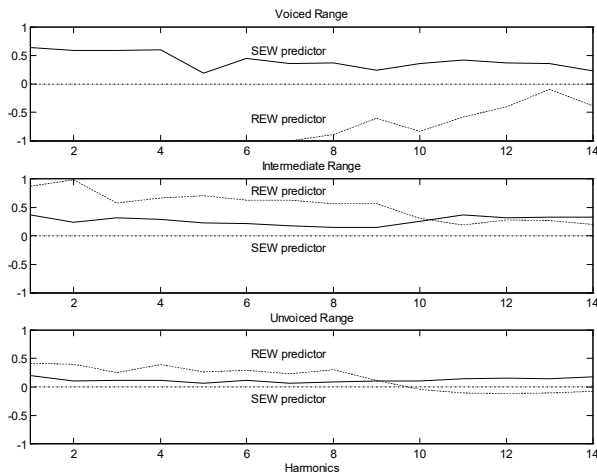 Voiced Range
1
0.5
0
-0.5
-1
SEW predictor
REW predictor
2 4 6 8 10 12 14
Intermediate Range
1
0.5
0
-0.5
-1
REW predictor
SEW predictor
2 4 6 8 10 12 14
Unvoiced Range
1
0.5
0
-0.5
-1
REW predictor
SEW predictor
2 4 6 8 10 12 14
Harmonics